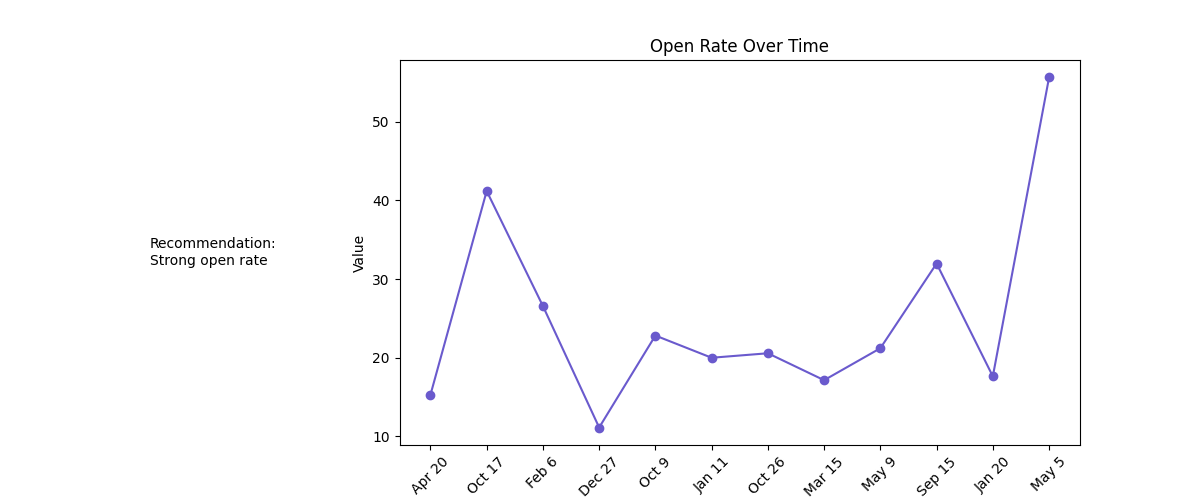 Open Rate Over Time
Recommendation:
Strong open rate
Value
50
40
30
20
10
Apr 20
Oct 17
Feb 6
Dec 27
Oct 9
Jan 11
Oct 26
Mar 15
May 9
Sep 15
Jan 20
May 5